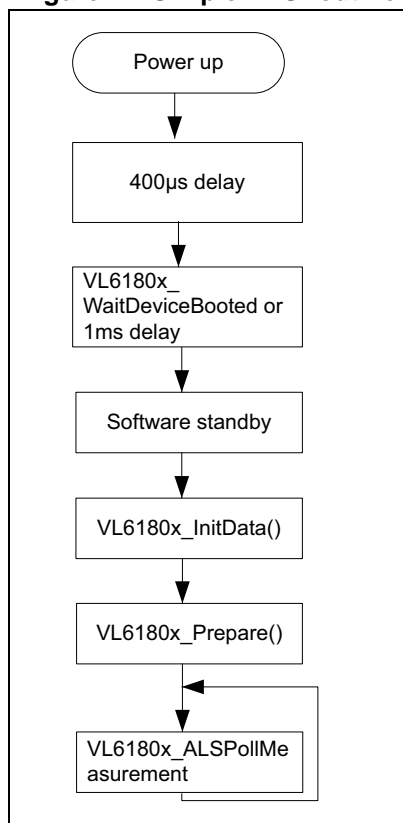 Power up
400µs delay
VL6180x_
WaitDeviceBooted or
1ms delay
Software standby
VL6180x_InitData()
VL6180x_Prepare()
VL6180x_ALSPollMe
asurement